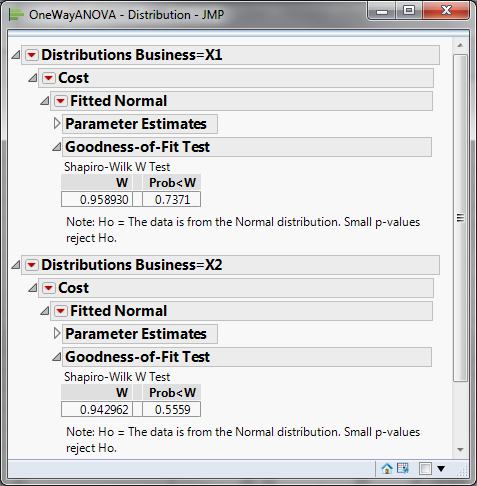 OneWayANOVA - Distribution - JMP
Distributions Business=X1
Cost
Fitted Normal
Parameter Estimates
Goodness-of-Fit Test
Shapiro-Wilk W Test
W Prob<W
0.958930 0.7371
Note: Ho = The data is from the Normal distribution. Small p-values
reject Ho.
Distributions Business=X2
Cost
Fitted Normal
Parameter Estimates
Goodness-of-Fit Test
Shapiro-Wilk W Test
W Prob<W
0.942962 0.5559
Note: Ho = The data is from the Normal distribution. Small p-values
reject Ho.